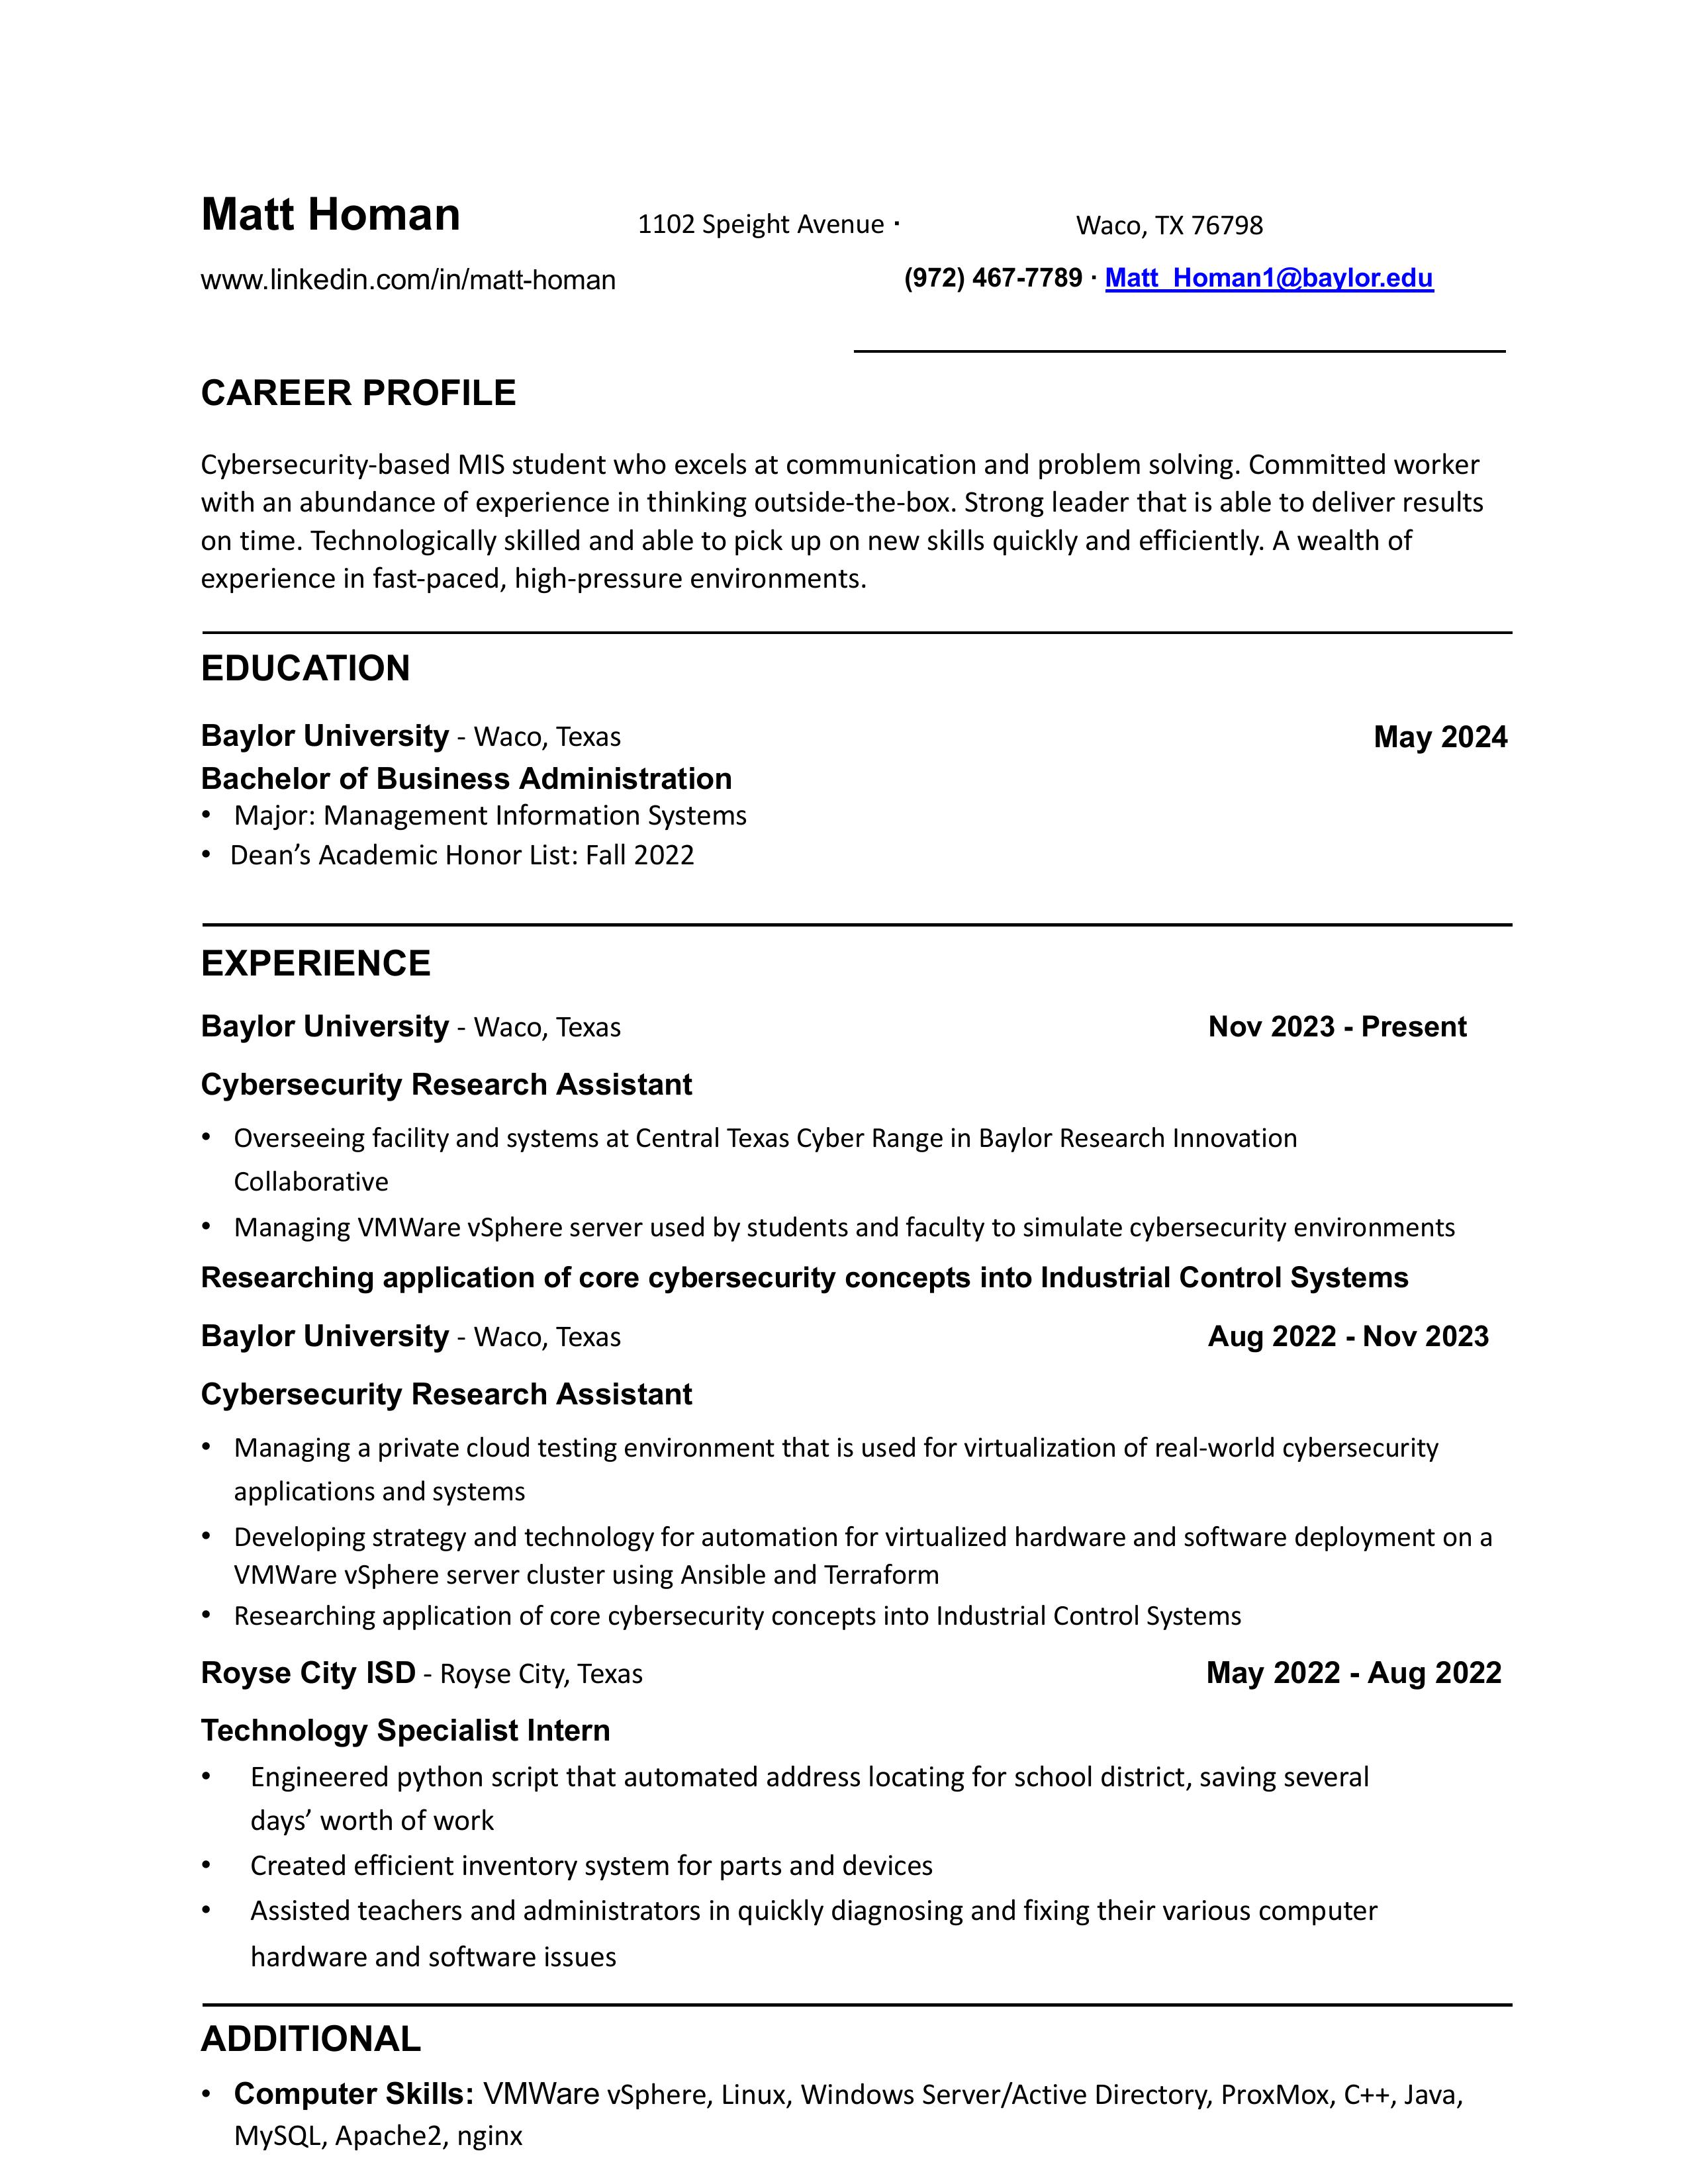 Matt Homan 1102 Speight Avenue · Waco, TX 76798
www.linkedin.com/in/matt-homan (972) 467-7789 · Matt_Homan1@baylor.edu
CAREER PROFILE
Cybersecurity-based MIS student who excels at communication and problem solving. Committed worker
with an abundance of experience in thinking outside-the-box. Strong leader that is able to deliver results
on time. Technologically skilled and able to pick up on new skills quickly and efficiently. A wealth of
experience in fast-paced, high-pressure environments.
EDUCATION
Baylor University - Waco, Texas May 2024
Bachelor of Business Administration
• Major: Management Information Systems
• Dean’s Academic Honor List: Fall 2022
EXPERIENCE
Baylor University - Waco, Texas Nov 2023 - Present
Cybersecurity Research Assistant
• Overseeing facility and systems at Central Texas Cyber Range in Baylor Research Innovation
Collaborative
• Managing VMWare vSphere server used by students and faculty to simulate cybersecurity environments
Researching application of core cybersecurity concepts into Industrial Control Systems
Baylor University - Waco, Texas Aug 2022 - Nov 2023
Cybersecurity Research Assistant
• Managing a private cloud testing environment that is used for virtualization of real-world cybersecurity
applications and systems
• Developing strategy and technology for automation for virtualized hardware and software deployment on a
VMWare vSphere server cluster using Ansible and Terraform
• Researching application of core cybersecurity concepts into Industrial Control Systems
Royse City ISD - Royse City, Texas May 2022 - Aug 2022
Technology Specialist Intern
• Engineered python script that automated address locating for school district, saving several
days’ worth of work
• Created efficient inventory system for parts and devices
• Assisted teachers and administrators in quickly diagnosing and fixing their various computer
hardware and software issues
ADDITIONAL
• Computer Skills: VMWare vSphere, Linux, Windows Server/Active Directory, ProxMox, C++, Java,
MySQL, Apache2, nginx